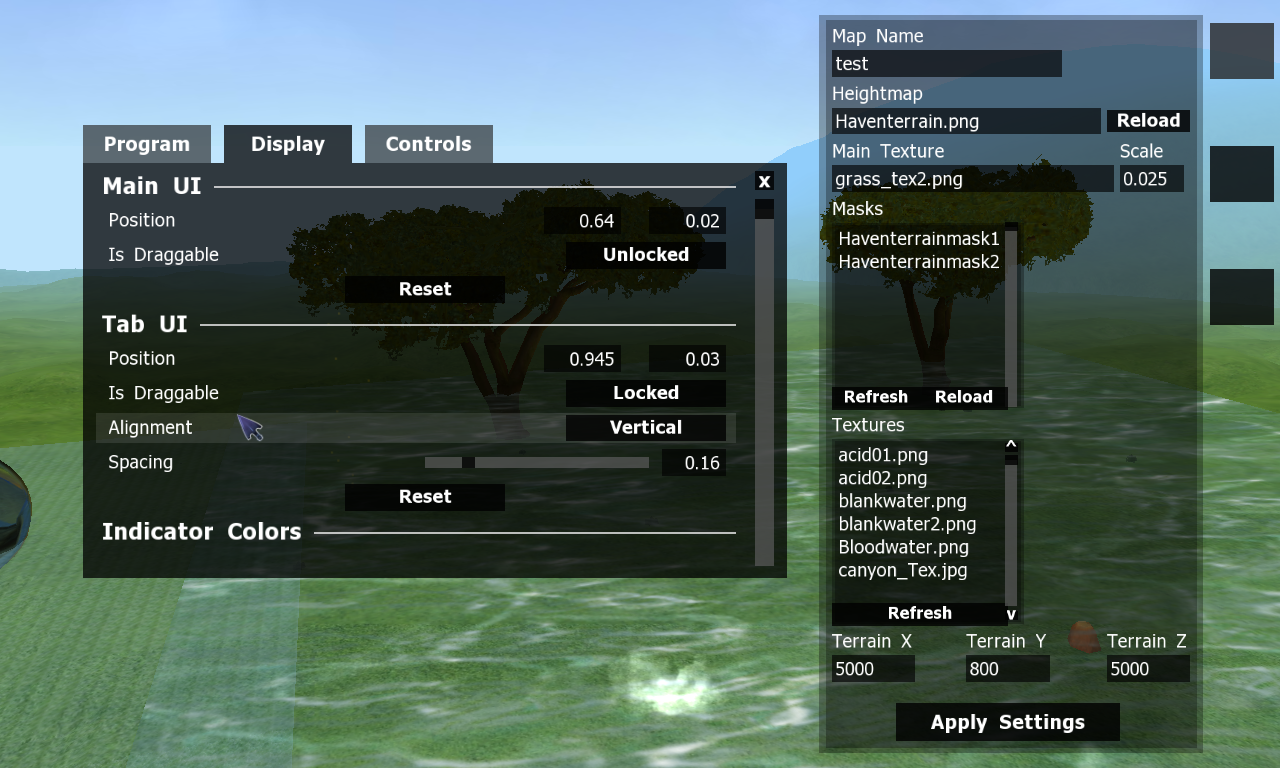 Program Display Controls
Main UI
x
Position 0.64 0.02
Is Draggable Unlocked
Reset
Tab UI
Position 0.945 0.03
Is Draggable Locked
Alignment Vertical
Spacing 0.16
Reset
Indicator Colors
Map Name
test
Heightmap
Haventerrain.png Reload
Main Texture Scale
grass_tex2.png 0.025
Masks
Haventerrainmask1
Haventerrainmask2
Refresh Reload
Textures
^
acid01.png
acid02.png
blankwater.png
blankwater2.png
Bloodwater.png
canyon_Tex.jpg
Refresh v
Terrain X Terrain Y Terrain Z
5000 800 5000
Apply Settings